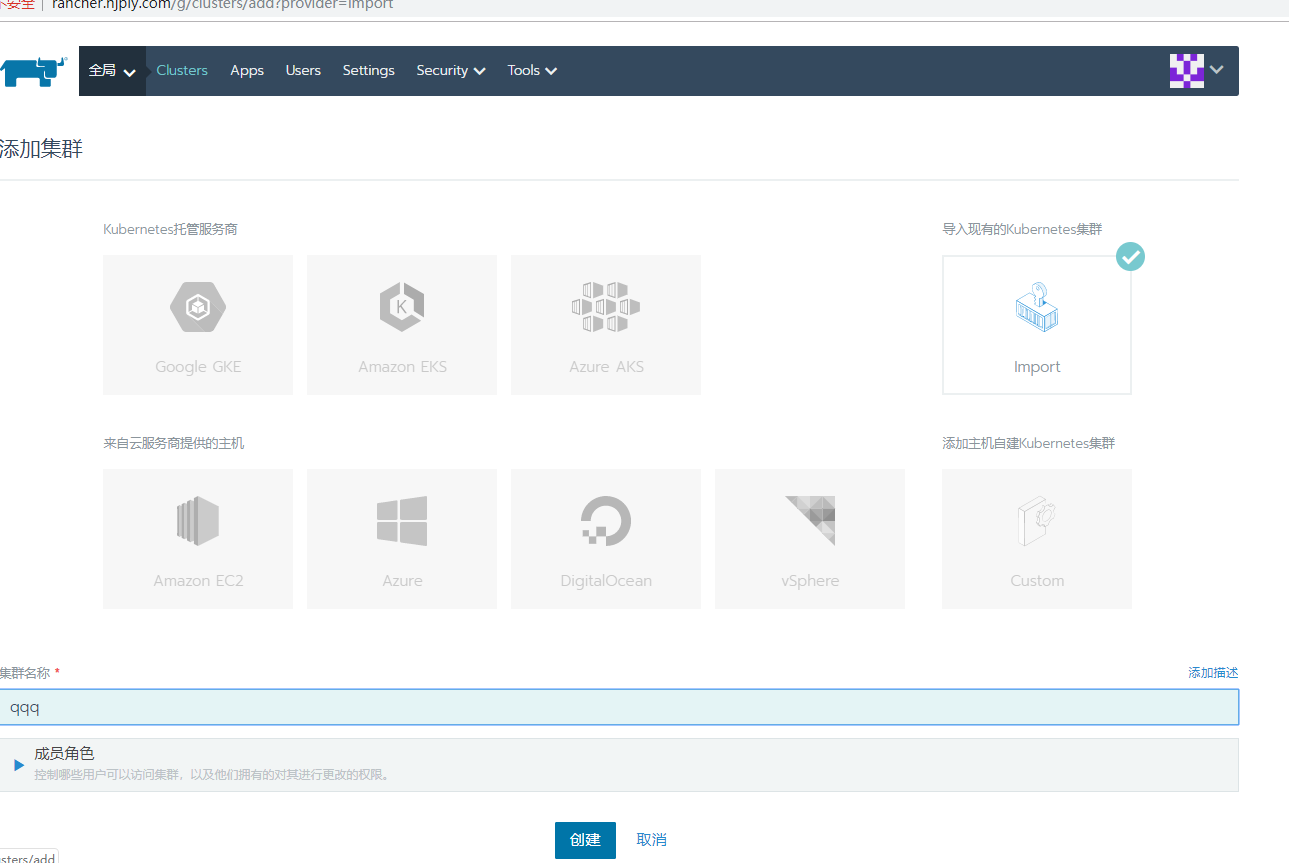 不安全 | rancher.njply.com/g/clusters/add?provider=import
全局 Clusters Apps Users Settings Security Tools
添加集群
Kubernetes托管服务商
导入现有的Kubernetes集群
Google GKE
Amazon EKS
Azure AKS
Import
来自云服务商提供的主机
添加主机自建Kubernetes集群
Amazon EC2
Azure
DigitalOcean
vSphere
Custom
集群名称 *
添加描述
qqq
成员角色
控制哪些用户可以访问集群，以及他们拥有的对其进行更改的权限。
创建 取消
usters/add